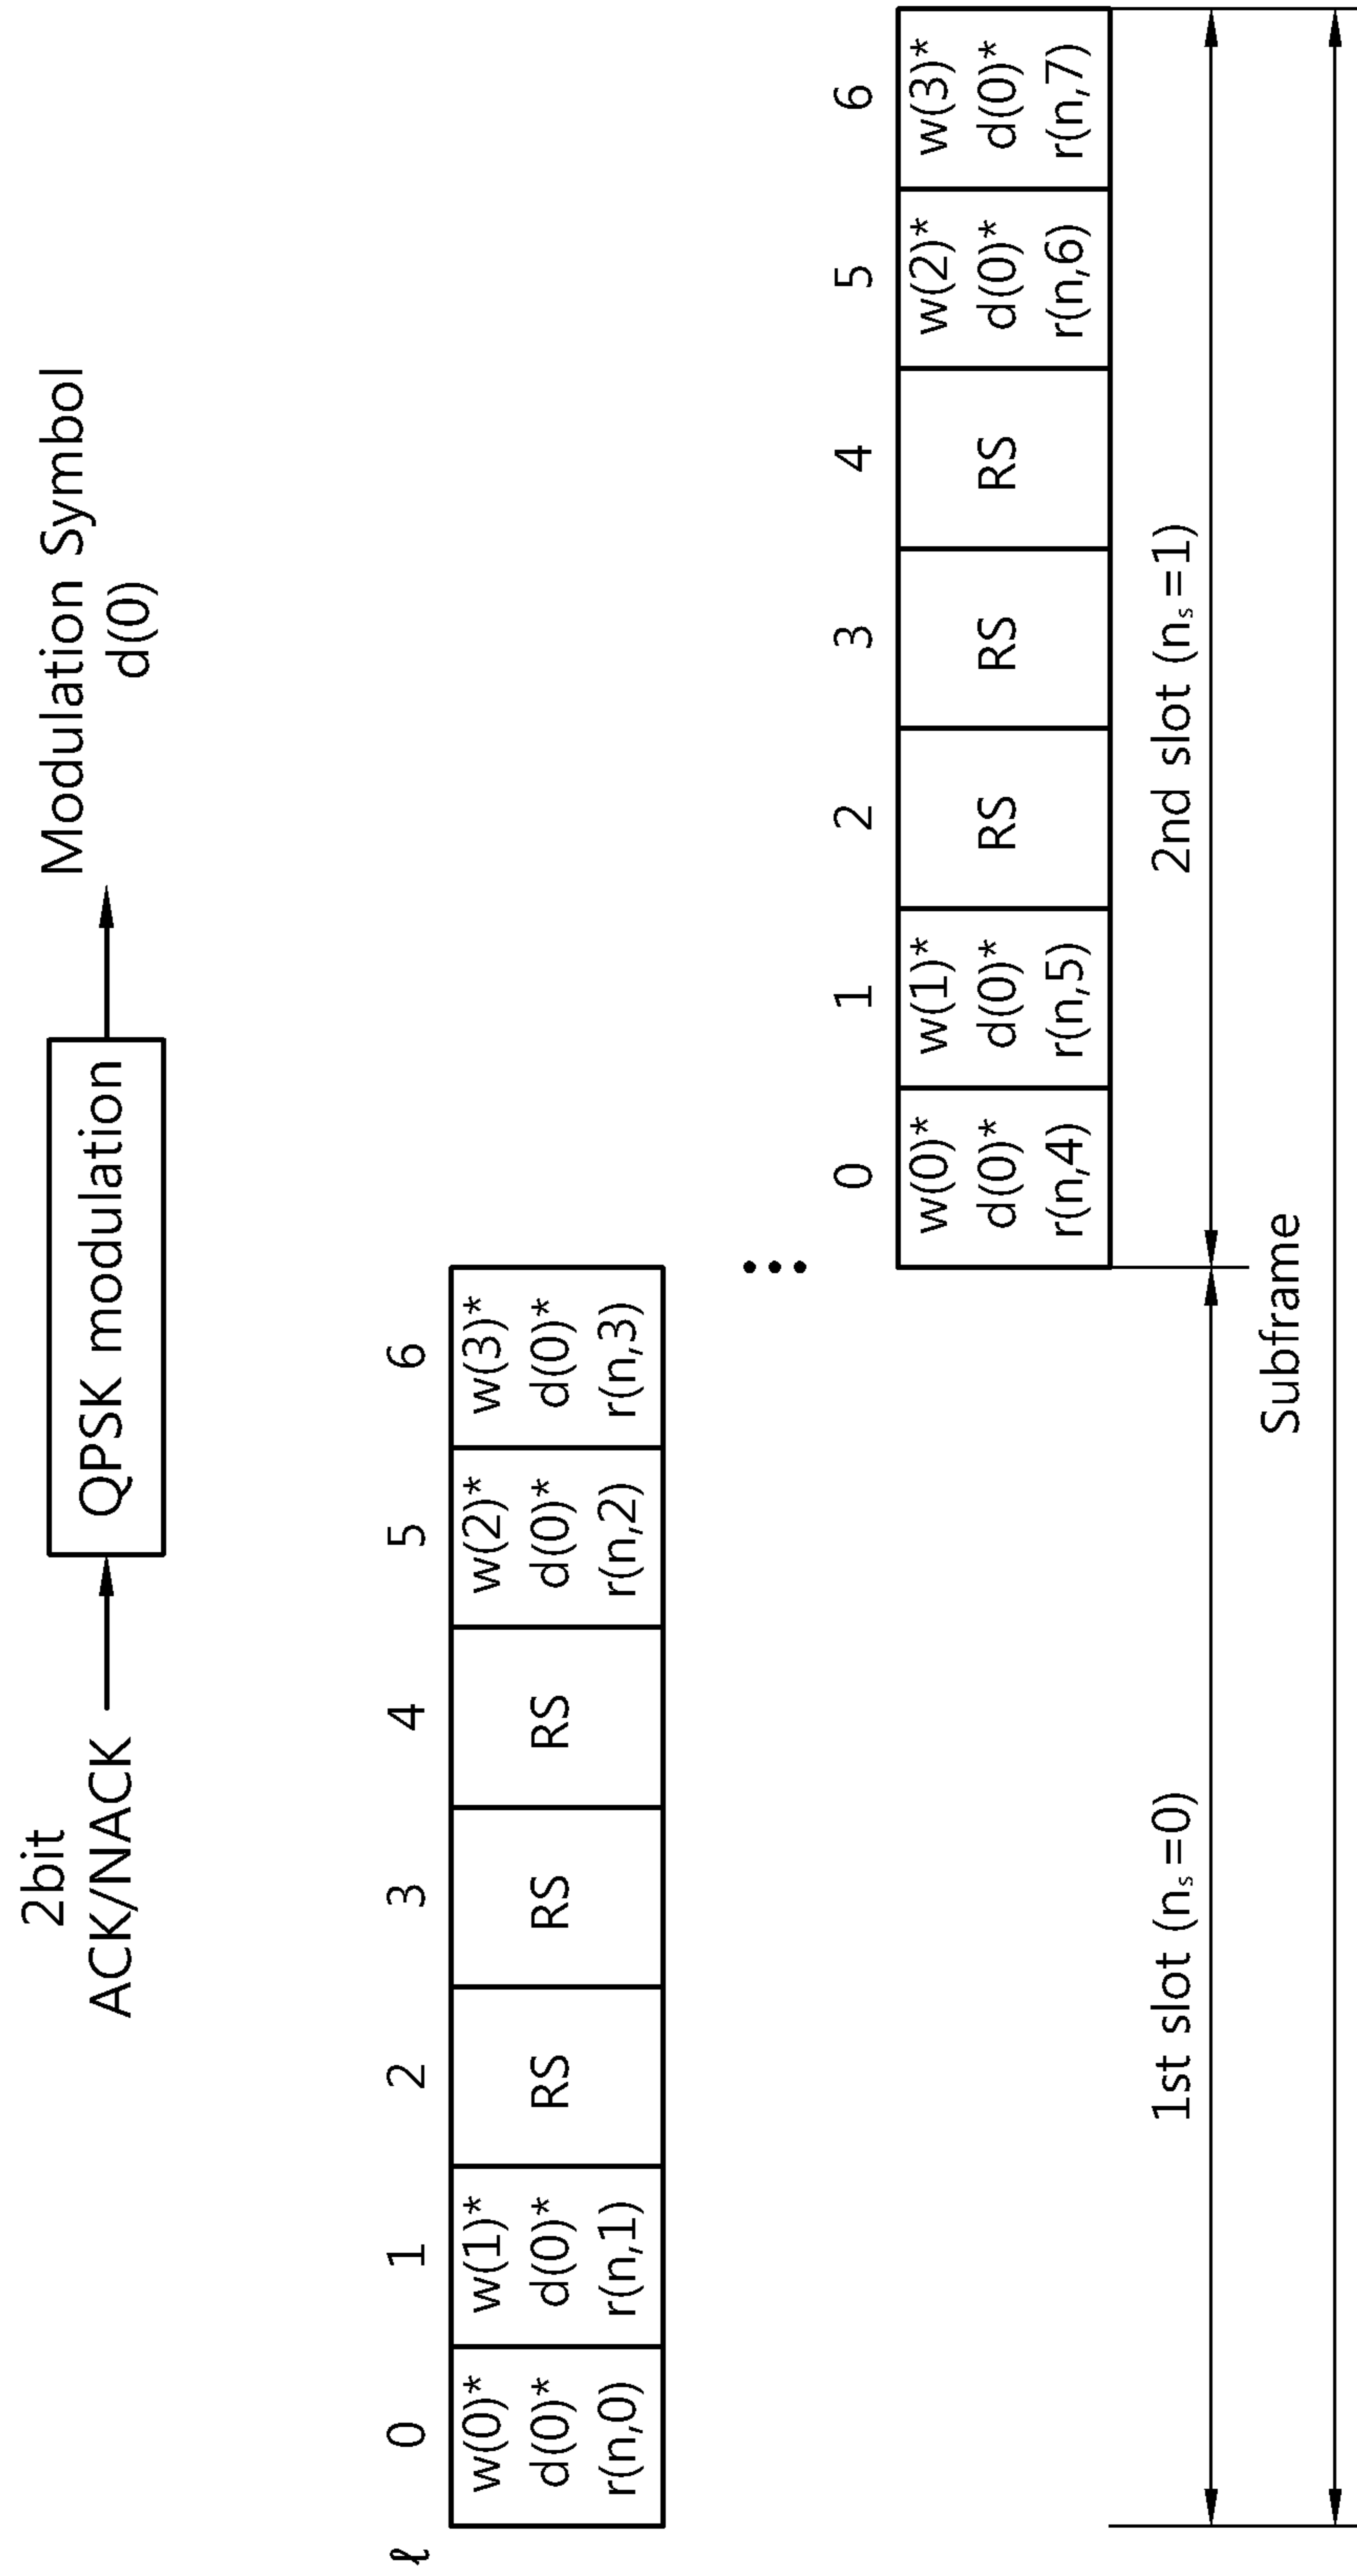 2bit
ACK/NACK
QPSK modulation
Modulation Symbol
d(0)
ℓ 0 1 2 3 4 5 6
w(0)*
d(0)*
r(n,0)
w(1)*
d(0)*
r(n,1)
RS
RS
RS
w(2)*
d(0)*
r(n,2)
w(3)*
d(0)*
r(n,3)
0 1 2 3 4 5 6
w(0)*
d(0)*
r(n,4)
w(1)*
d(0)*
r(n,5)
RS
RS
RS
w(2)*
d(0)*
r(n,6)
w(3)*
d(0)*
r(n,7)
1st slot (nₛ=0)
2nd slot (nₛ=1)
Subframe